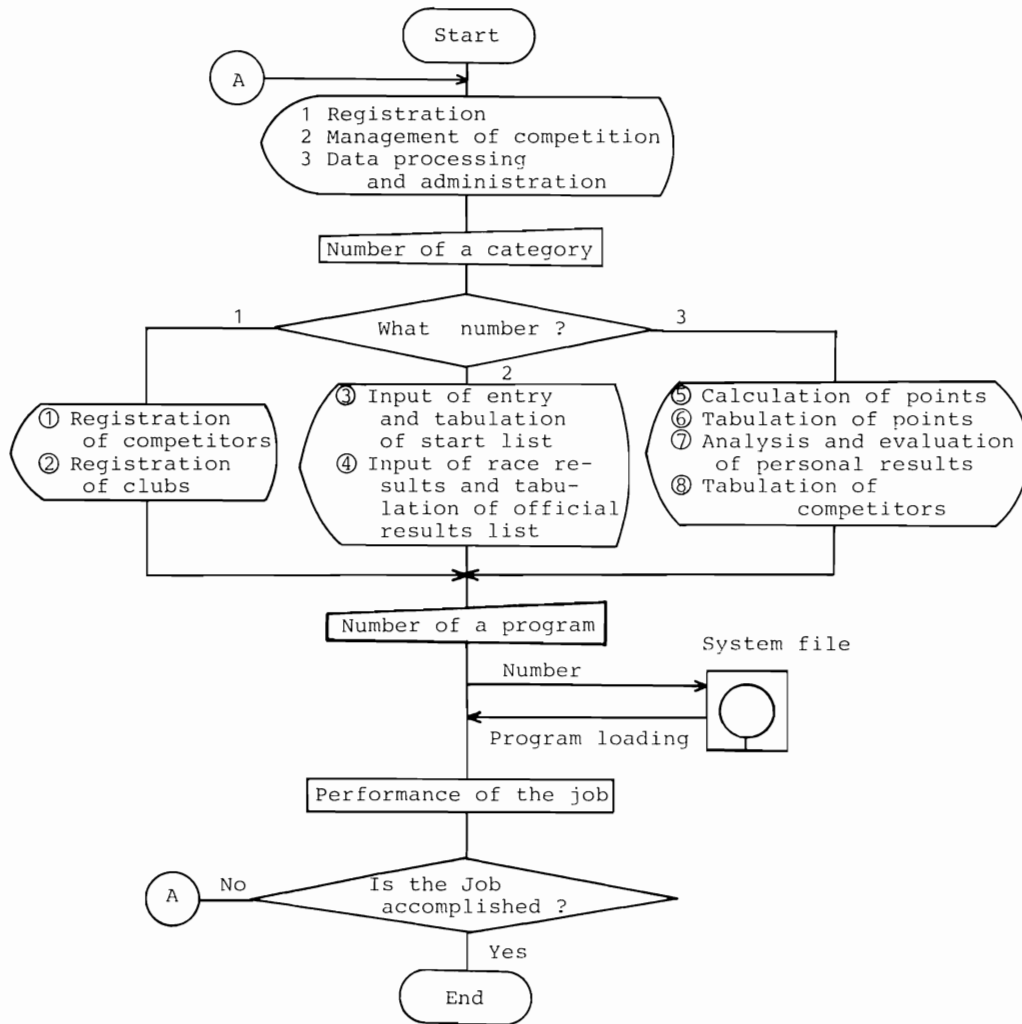 Start
A
1 Registration
2 Management of competition
3 Data processing
and administration
Number of a category
What number ?
1
2
3
① Registration
of competitors
② Registration
of clubs
③ Input of entry
and tabulation
of start list
④ Input of race re-
sults and tabu-
lation of official
results list
⑤ Calculation of points
⑥ Tabulation of points
⑦ Analysis and evaluation
of personal results
⑧ Tabulation of
competitors
Number of a program
System file
Number
Program loading
Performance of the job
Is the Job
accomplished ?
No
A
Yes
End